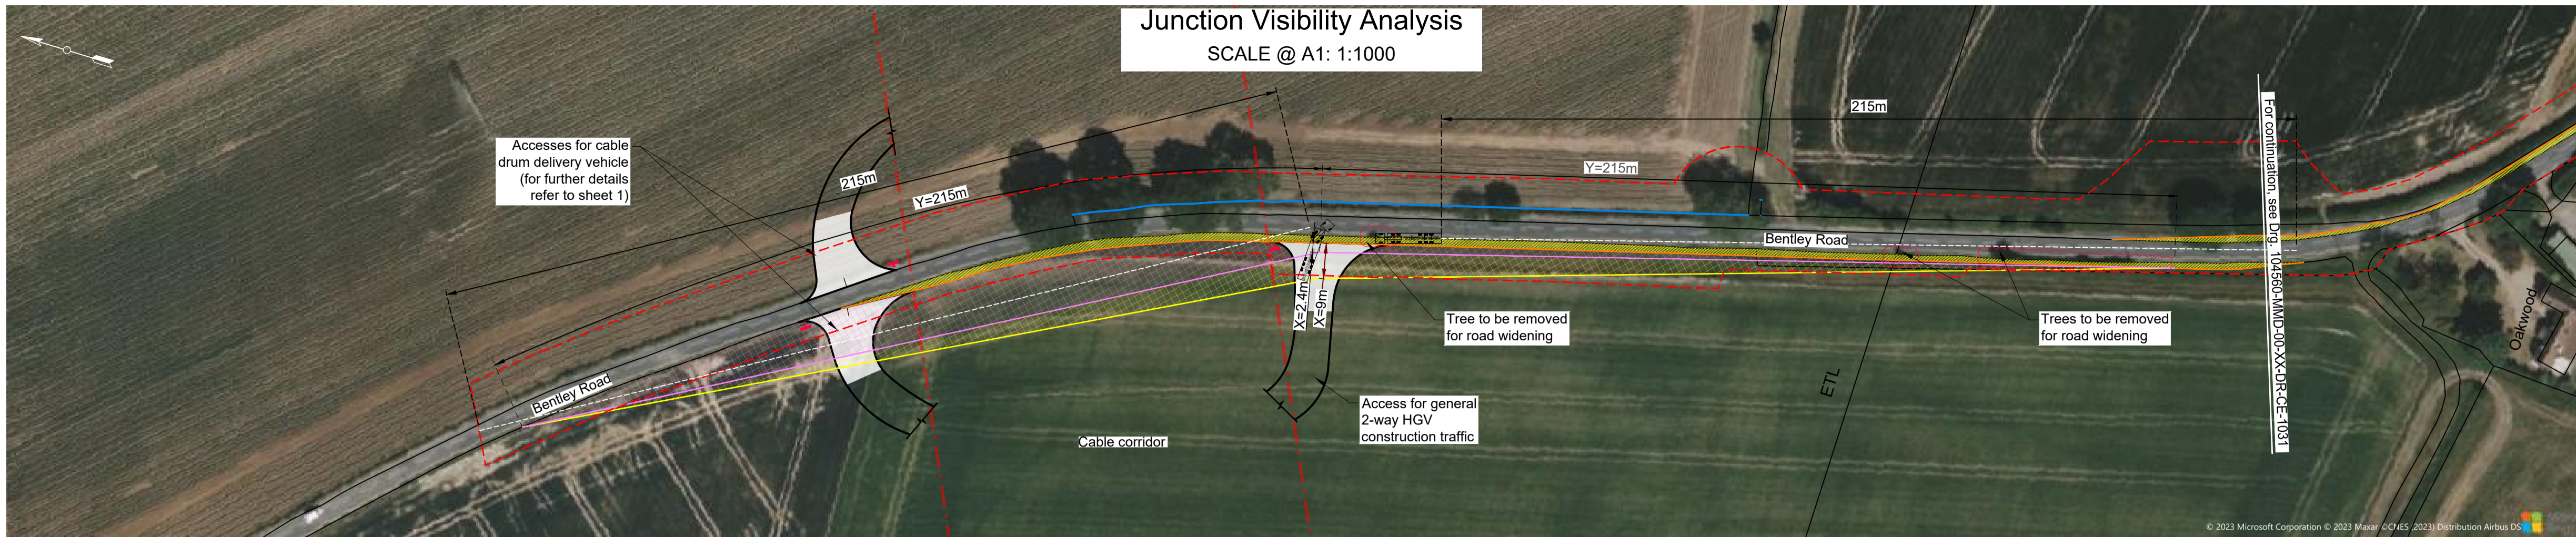 Junction Visibility Analysis
SCALE @ A1: 1:1000
Accesses for cable
drum delivery vehicle
(for further details
refer to sheet 1)
215m
Y=215m
Y=215m
215m
For continuation, see Drg. 104560-IMD-00-XX-DR-CE-1031
Bentley Road
Bentley Road
X=2.4m
X=9m
Tree to be removed
for road widening
Trees to be removed
for road widening
Oakwood
ETL
Access for general
2-way HGV
construction traffic
Cable corridor
© 2023 Microsoft Corporation © 2023 Maxar ©CNES (2023) Distribution Airbus DS